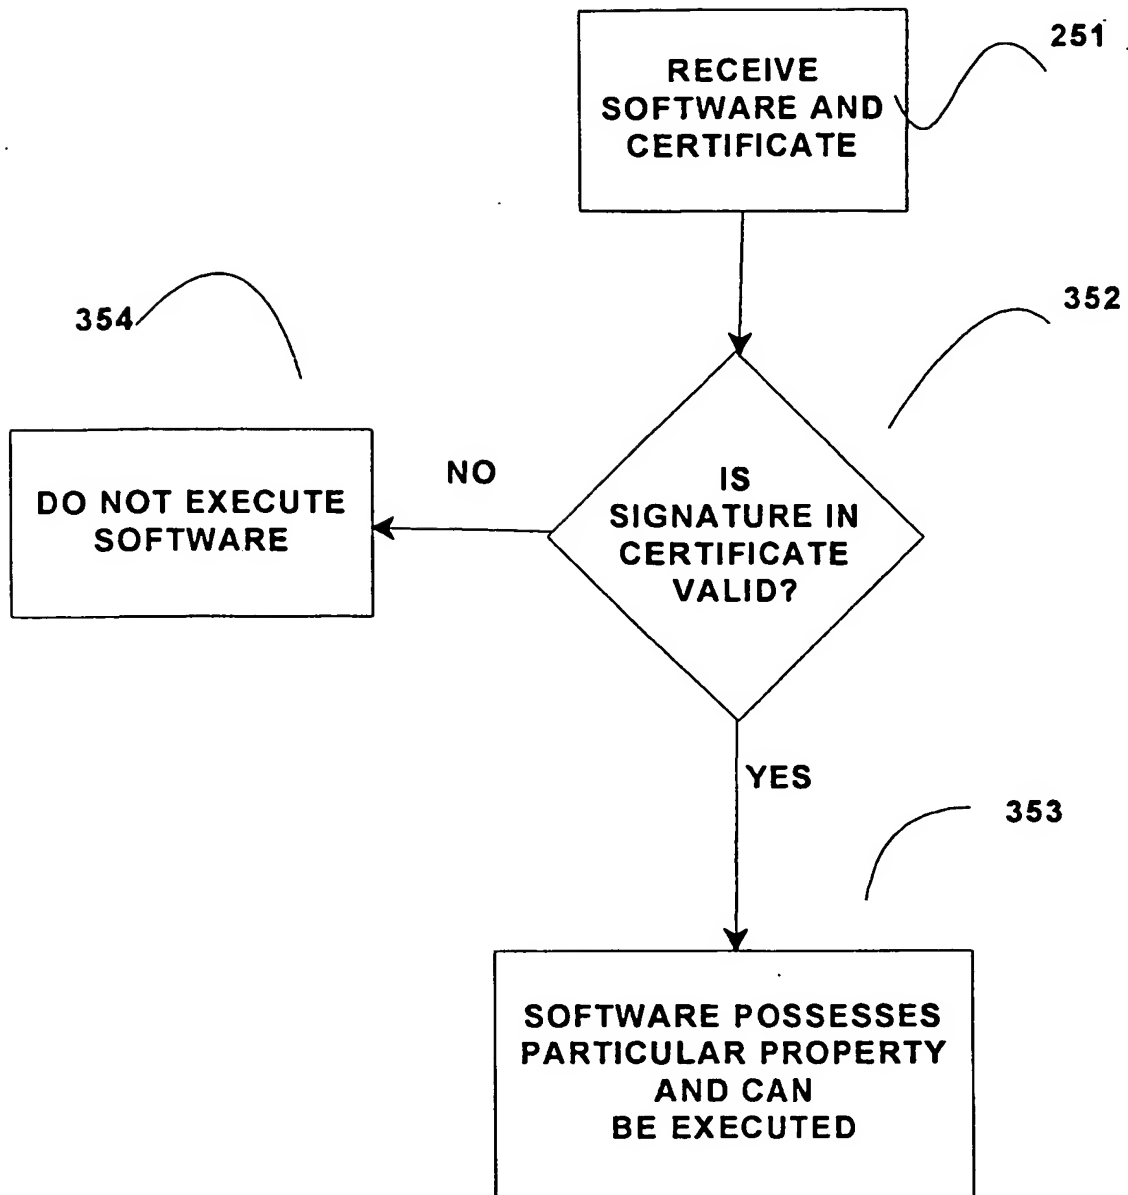 251
RECEIVE
SOFTWARE AND
CERTIFICATE
352
354
IS
SIGNATURE IN
CERTIFICATE
VALID?
NO
DO NOT EXECUTE
SOFTWARE
YES
353
SOFTWARE POSSESSES
PARTICULAR PROPERTY
AND CAN
BE EXECUTED